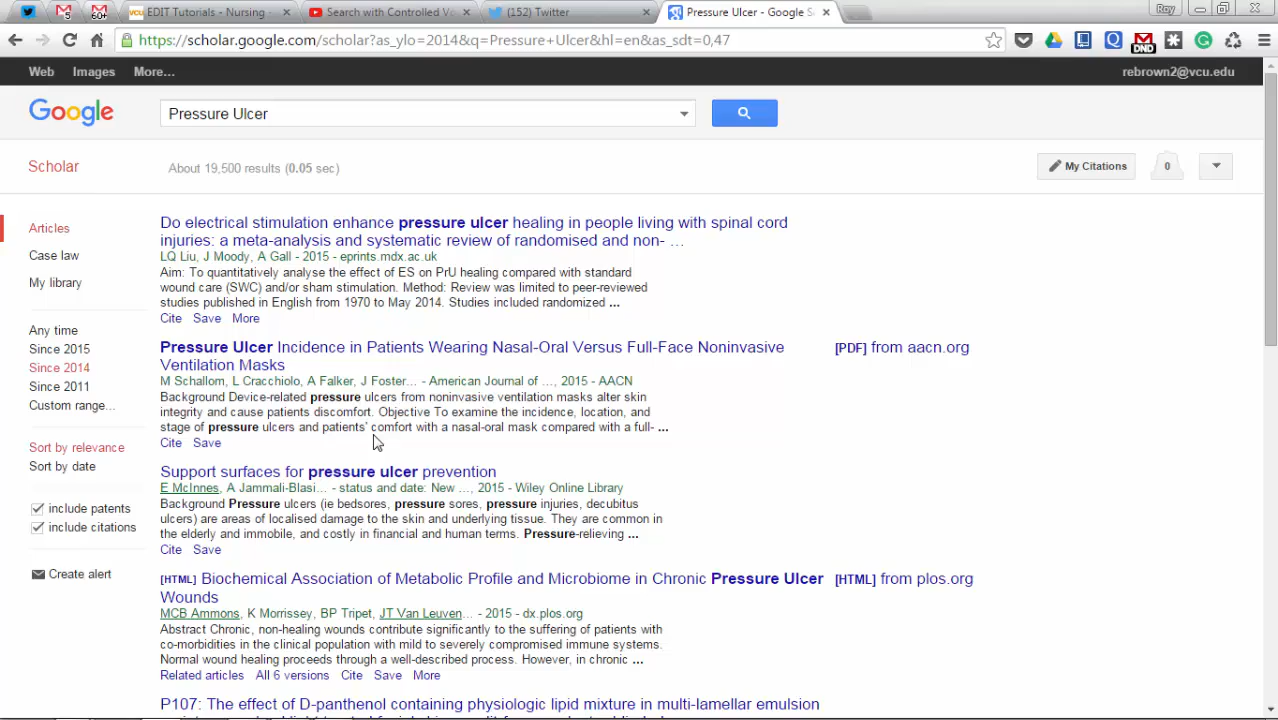 EDIT Tutorials - Nursing -
Search with Controlled Vo
(152) Twitter
Pressure Ulcer - Google S
Ray
5
60+
https://scholar.google.com/scholar?as_ylo=2014&q=Pressure+Ulcer&hl=en&as_sdt=0,47
DND
Web Images More…
rebrown2@vcu.edu
Google
Pressure Ulcer
Scholar
About 19,500 results (0.05 sec)
My Citations
0
Articles
Case law
My library
Any time
Since 2015
Since 2014
Since 2011
Custom range...
Sort by relevance
Sort by date
include patents
include citations
Create alert
Do electrical stimulation enhance pressure ulcer healing in people living with spinal cord
injuries: a meta-analysis and systematic review of randomised and non- …
LQ Liu, J Moody, A Gall - 2015 - eprints.mdx.ac.uk
Aim: To quantitatively analyse the effect of ES on PrU healing compared with standard
wound care (SWC) and/or sham stimulation. Method: Review was limited to peer-reviewed
studies published in English from 1970 to May 2014. Studies included randomized ...
Cite Save More
Pressure Ulcer Incidence in Patients Wearing Nasal-Oral Versus Full-Face Noninvasive
Ventilation Masks
[PDF] from aacn.org
M Schallom, L Cracchiolo, A Falker, J Foster... - American Journal of ..., 2015 - AACN
Background Device-related pressure ulcers from noninvasive ventilation masks alter skin
integrity and cause patients discomfort. Objective To examine the incidence, location, and
stage of pressure ulcers and patients' comfort with a nasal-oral mask compared with a full- ...
Cite Save
Support surfaces for pressure ulcer prevention
E McInnes, A Jammali-Blasi... - status and date: New ..., 2015 - Wiley Online Library
Background Pressure ulcers (ie bedsores, pressure sores, pressure injuries, decubitus
ulcers) are areas of localised damage to the skin and underlying tissue. They are common in
the elderly and immobile, and costly in financial and human terms. Pressure-relieving ...
Cite Save
[HTML] Biochemical Association of Metabolic Profile and Microbiome in Chronic Pressure Ulcer
Wounds
[HTML] from plos.org
MCB Ammons, K Morrissey, BP Tripet, JT Van Leuven... - 2015 - dx.plos.org
Abstract Chronic, non-healing wounds contribute significantly to the suffering of patients with
co-morbidities in the clinical population with mild to severely compromised immune systems.
Normal wound healing proceeds through a well-described process. However, in chronic ...
Related articles All 6 versions Cite Save More
P107: The effect of D-panthenol containing physiologic lipid mixture in multi-lamellar emulsion